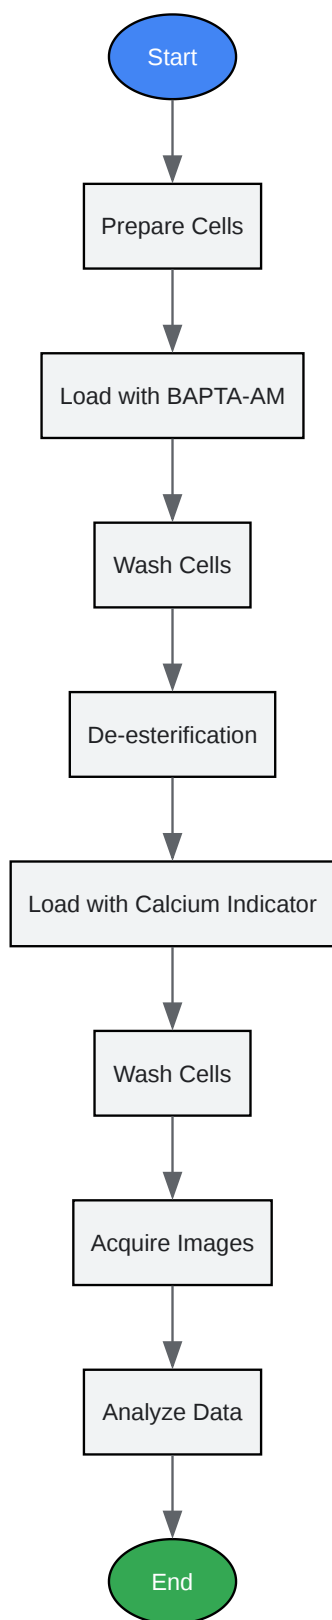 Start
Prepare Cells
Load with BAPTA-AM
Wash Cells
De-esterification
Load with Calcium Indicator
Wash Cells
Acquire Images
Analyze Data
End